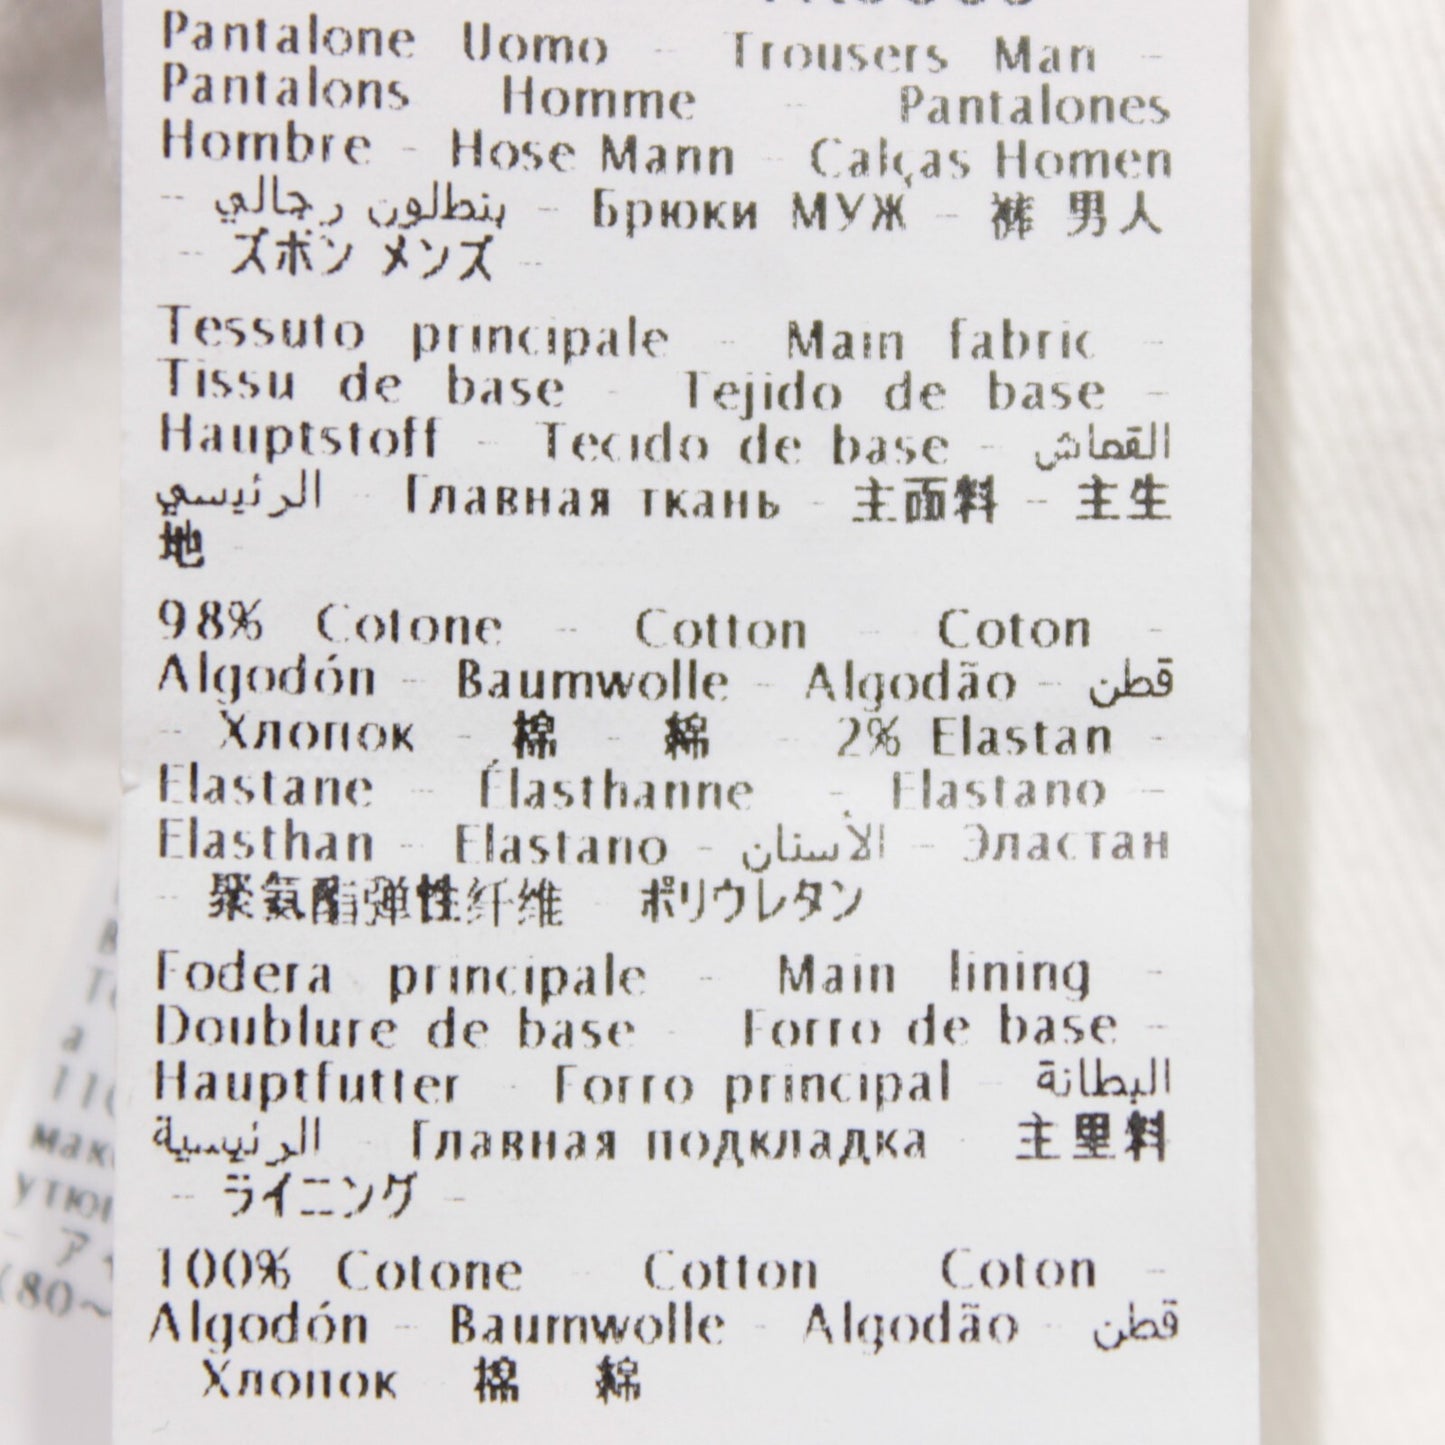 Pantalone Uomo - Trousers Man -
Pantalons Homme - Pantalones
Hombre - Hose Mann - Calças Homen
- بنطلون رجالي - Брюки МУЖ - 裤 男人
- ズボン メンズ -
Tessuto principale - Main fabric -
Tissu de base - Tejido de base -
Hauptstoff - Tecido de base - القماش
الرئيسي - Главная ткань - 主面料 - 主生
地 -
98% Cotone - Cotton - Coton -
Algodón - Baumwolle - Algodão - قطن
- Хлопок - 棉 - 綿 - 2% Elastan -
Elastane - Élasthanne - Elastano -
Elasthan - Elastano - الأستان - Эластан
- 聚氨酯弹性纤维 - ポリウレタン
Fodera principale - Main lining -
Doublure de base - Forro de base -
Hauptfutter - Forro principal - البطانة
الرئيسية - Главная подкладка - 主里料
- ライニング -
100% Cotone - Cotton - Coton -
Algodón - Baumwolle - Algodão - قطن
Хлопок 棉 綿
110
утюг
(80~